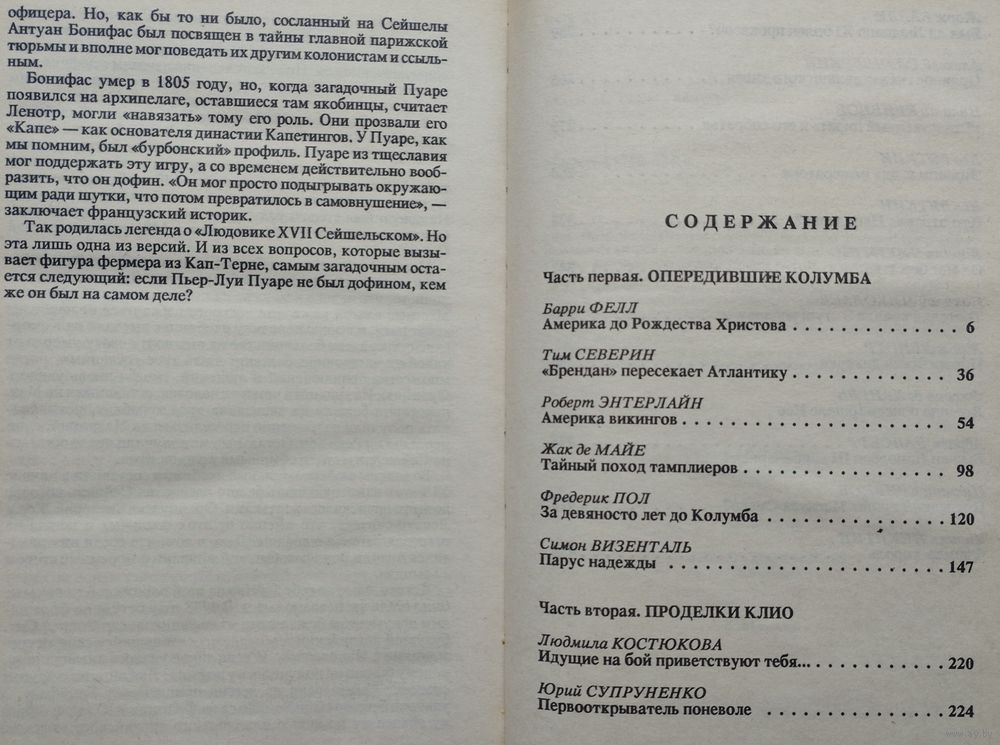 офицера. Но, как бы то ни было, сосланный на Сейшелы
Антуан Бонифас был посвящен в тайны главной парижской
тюрьмы и вполне мог поведать их другим колонистам и ссыль-
ным.
Бонифас умер в 1805 году, но, когда загадочный Пуаре
появился на архипелаге, оставшиеся там якобинцы, считает
Ленотр, могли «навязать» тому его роль. Они прозвали его
«Капе» — как основателя династии Капетингов. У Пуаре, как
мы помним, был «бурбонский» профиль. Пуаре из тщеславия
мог поддержать эту игру, а со временем действительно вооб-
разить, что он дофин. «Он мог просто подыгрывать окружаю-
щим ради шутки, что потом превратилось в самовнушение», —
заключает французский историк.
Так родилась легенда о «Людовике XVII Сейшельском». Но
эта лишь одна из версий. И из всех вопросов, которые вызы-
вает фигура фермера из Кап-Терне, самым загадочным оста-
ется следующий: если Пьер-Луи Пуаре не был дофином, кем
же он был на самом деле?
СОДЕРЖАНИЕ
Часть первая. ОПЕРЕДИВШИЕ КОЛУМБА
Барри ФЕЛЛ
Америка до Рождества Христова . . . . . . . . . . . . . . 6
Тим СЕВЕРИН
«Брендан» пересекает Атлантику . . . . . . . . . . . . . . 36
Роберт ЭНТЕРЛАЙН
Америка викингов . . . . . . . . . . . . . . . . . . . . . . 54
Жак де МАЙЕ
Тайный поход тамплиеров . . . . . . . . . . . . . . . . . 98
Фредерик ПОЛ
За девяносто лет до Колумба . . . . . . . . . . . . . . . 120
Симон ВИЗЕНТАЛЬ
Парус надежды . . . . . . . . . . . . . . . . . . . . . . . 147
Часть вторая. ПРОДЕЛКИ КЛИО
Людмила КОСТЮКОВА
Идущие на бой приветствуют тебя... . . . . . . . . . . . 220
Юрий СУПРУНЕНКО
Первооткрыватель поневоле . . . . . . . . . . . . . . . 224